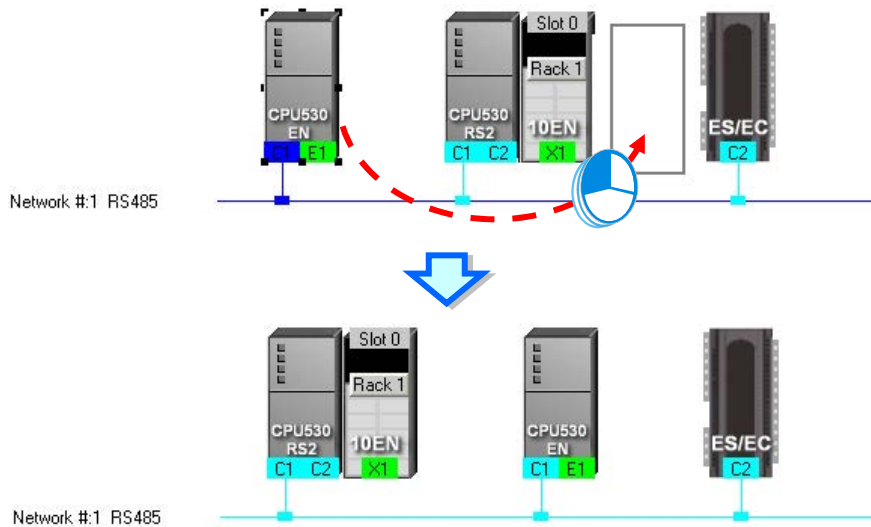 Slot 0
Rack 1
CPU530
EN
C1 E1
CPU530
RS2
C1 C2
10EN
X1
ES/EC
C2
Network #:1 RS485
Slot 0
Rack 1
CPU530
RS2
C1 C2
10EN
X1
CPU530
EN
C1 E1
ES/EC
C2
Network #:1 RS485